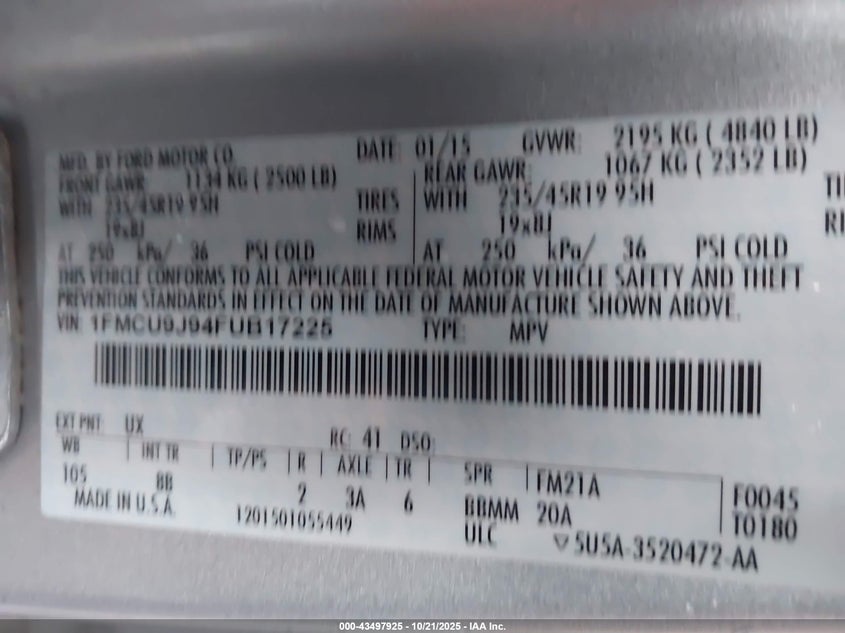 MFD. BY FORD MOTOR CO. DATE: 01/15 GVWR: 2195 KG ( 4840 LB)
FRONT GAWR: 1134 KG ( 2500 LB) REAR GAWR: 1067 KG ( 2352 LB)
WITH 235/45R19 95H TIRES WITH 235/45R19 95H TI
19x8J RIMS 19x8J RI
AT 250 kPa/ 36 PSI COLD AT 250 kPa/ 36 PSI COLD
THIS VEHICLE CONFORMS TO ALL APPLICABLE FEDERAL MOTOR VEHICLE SAFETY AND THEFT
PREVENTION STANDARDS IN EFFECT ON THE DATE OF MANUFACTURE SHOWN ABOVE.
VIN: 1FMCU9J94FUB17225 TYPE: MPV
EXT PNT: UX RC: 41 DSO:
WB INT TR TP/PS R AXLE TR SPR FM21A F0045
105 BB 2 3A 6 BBMM 20A T0180
MADE IN U.S.A. 1201501055449 ULC ▽5U5A-3520472-AA
000-43497925 - 10/21/2025 - IAA Inc.